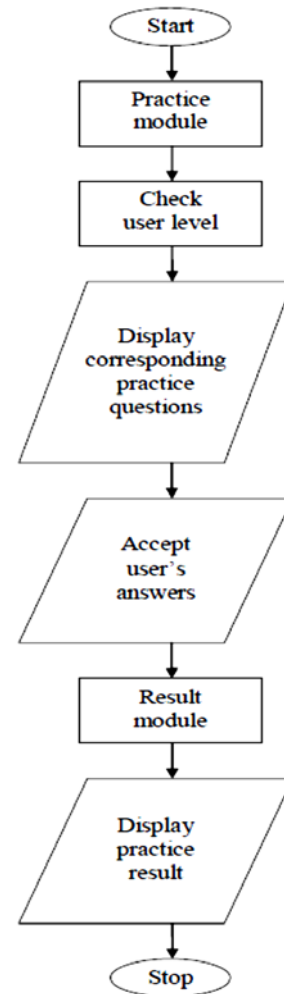 Start
Practice
module
Check
user level
Display
corresponding
practice
questions
Accept
user's
answers
Result
module
Display
practice
result
Stop